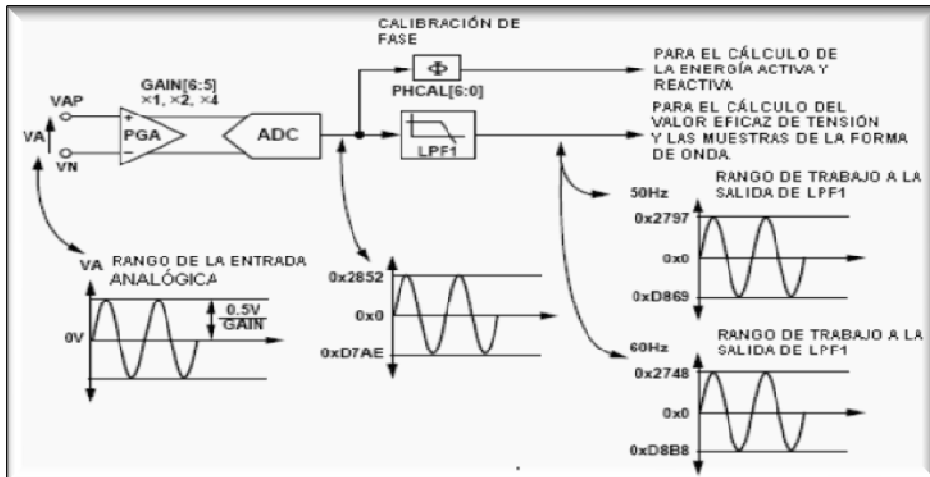 CALIBRACIÓN DE
FASE
Φ
PHCAL[6:0]
PARA EL CÁLCULO DE
LA ENERGÍA ACTIVA Y
REACTIVA
GAIN[6:5]
×1, ×2, ×4
VAP
VA
VN
+
−
PGA
ADC
LPF1
PARA EL CÁLCULO DEL
VALOR EFICAZ DE TENSIÓN
Y LAS MUESTRAS DE LA FORMA
DE ONDA
VA RANGO DE LA ENTRADA
ANALÓGICA
0V
0.5V
GAIN
0x2852
0x0
0xD7AE
50Hz
RANGO DE TRABAJO A LA
SALIDA DE LPF1
0x2797
0x0
0xD869
60Hz
RANGO DE TRABAJO A LA
SALIDA DE LPF1
0x2748
0x0
0xD8B8